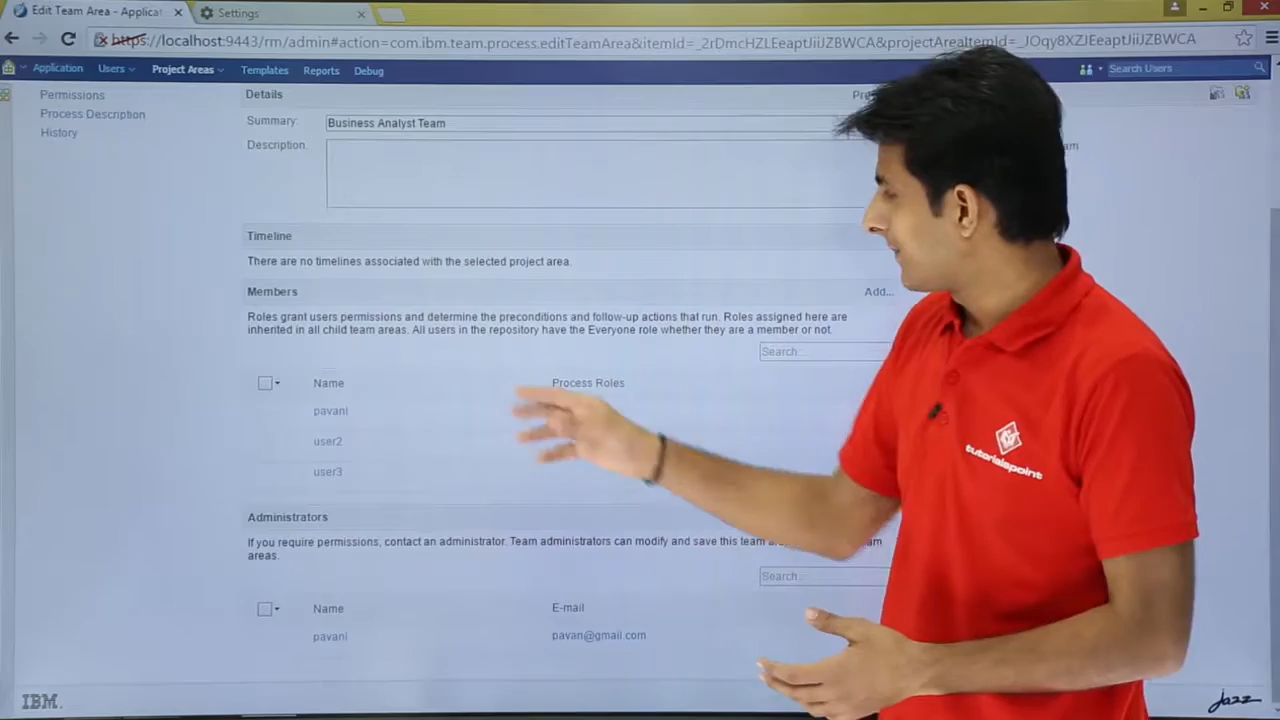 Edit Team Area - Applicat
Settings
https://localhost:9443/rm/admin#action=com.ibm.team.process.editTeamArea&itemId=_2rDmcHZLEeaptJiiJZBWCA&projectAreaItemId=_JOqy8XZJEeaptJiiJZBWCA
Application Users Project Areas Templates Reports Debug Search Users
Permissions
Process Description
History
Details
Summary: Business Analyst Team
Description:
Timeline
There are no timelines associated with the selected project area.
Members Add...
Roles grant users permissions and determine the preconditions and follow-up actions that run. Roles assigned here are
inherited in all child team areas. All users in the repository have the Everyone role whether they are a member or not.
Search...
Name Process Roles
pavani
user2
user3
Administrators
If you require permissions, contact an administrator. Team administrators can modify and save this team
areas.
Search...
Name E-mail
pavani pavan@gmail.com
IBM.
jazz
tutorialspoint